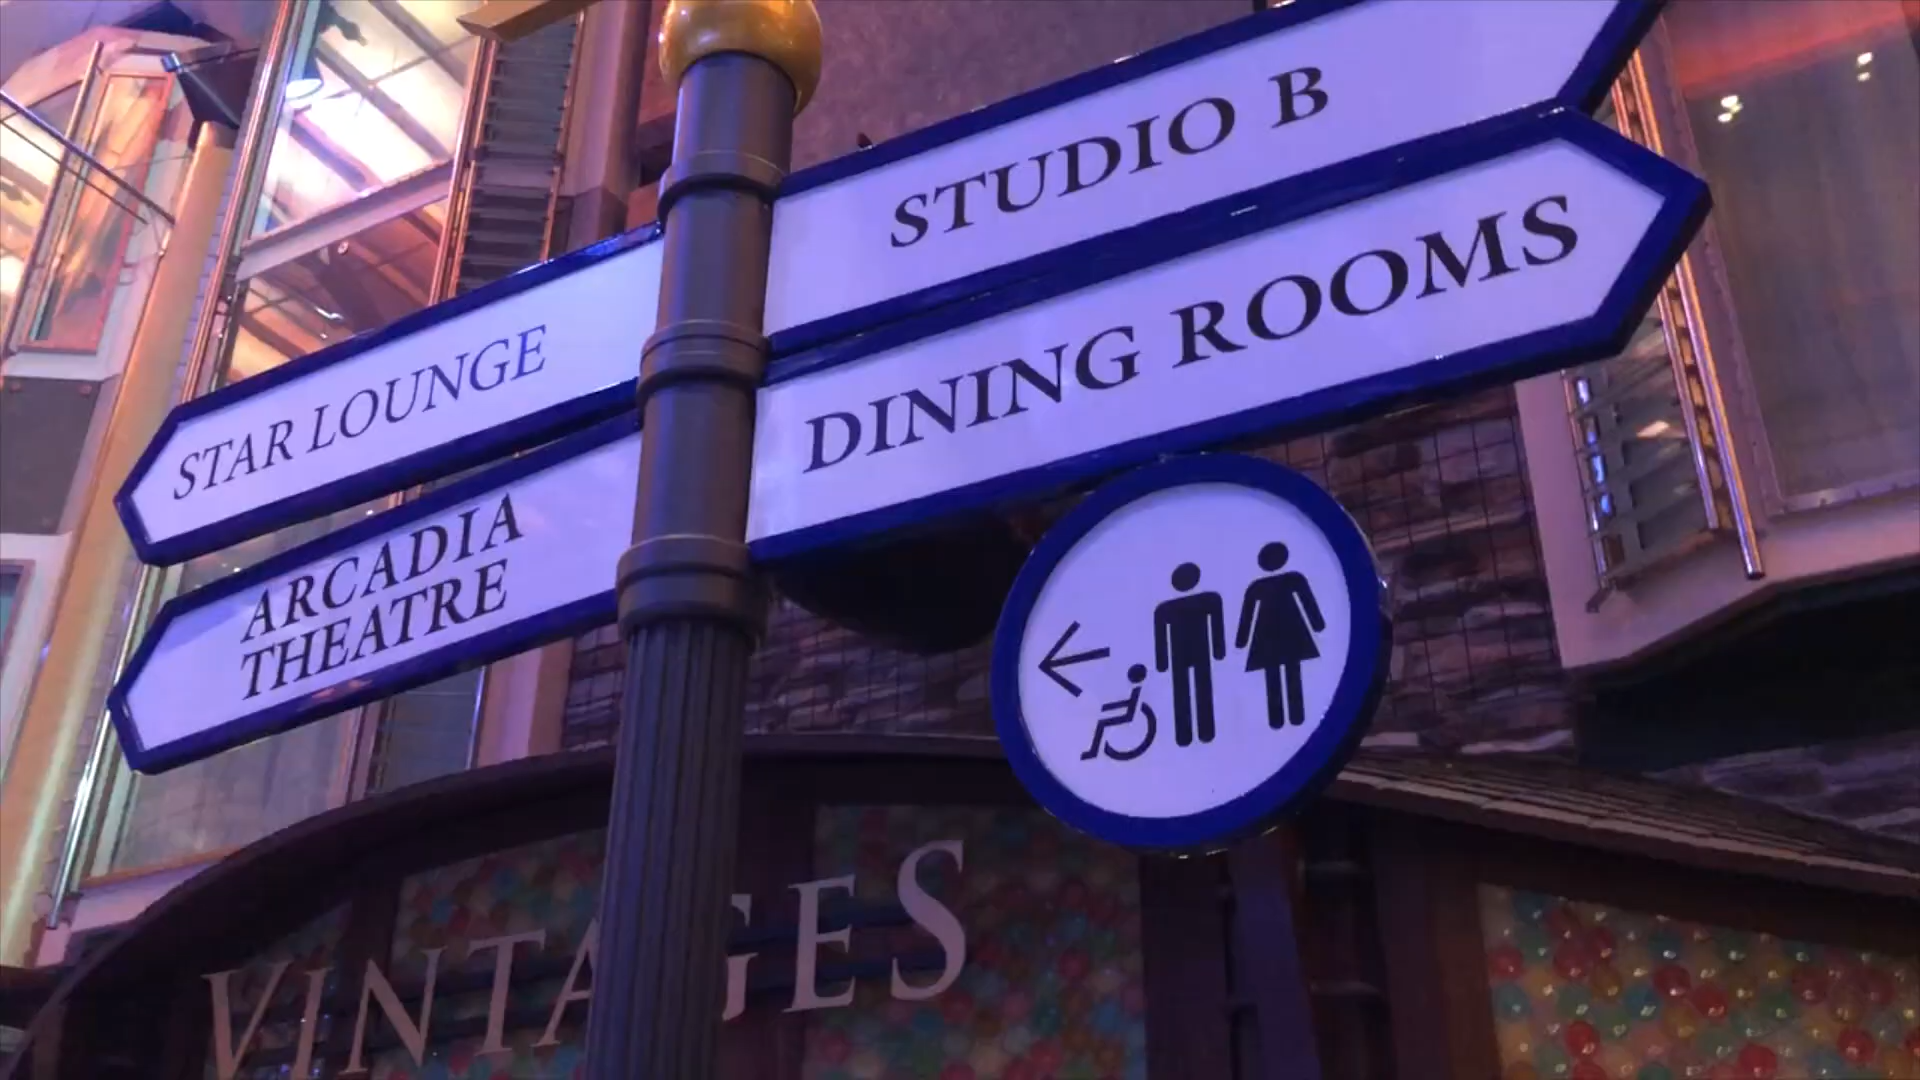 STUDIO B
DINING ROOMS
STAR LOUNGE
ARCADIA
THEATRE
VINTAGES